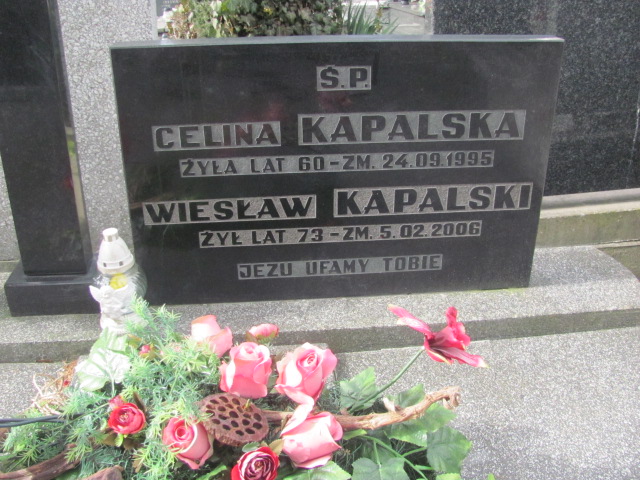 Ś.P.
CELINA KAPALSKA
ŻYŁA LAT 60-ZM. 24.09.1995
WIESŁAW KAPALSKI
ŻYŁ LAT 73-ZM. 5.02.2006
JEZU UFAMY TOBIE